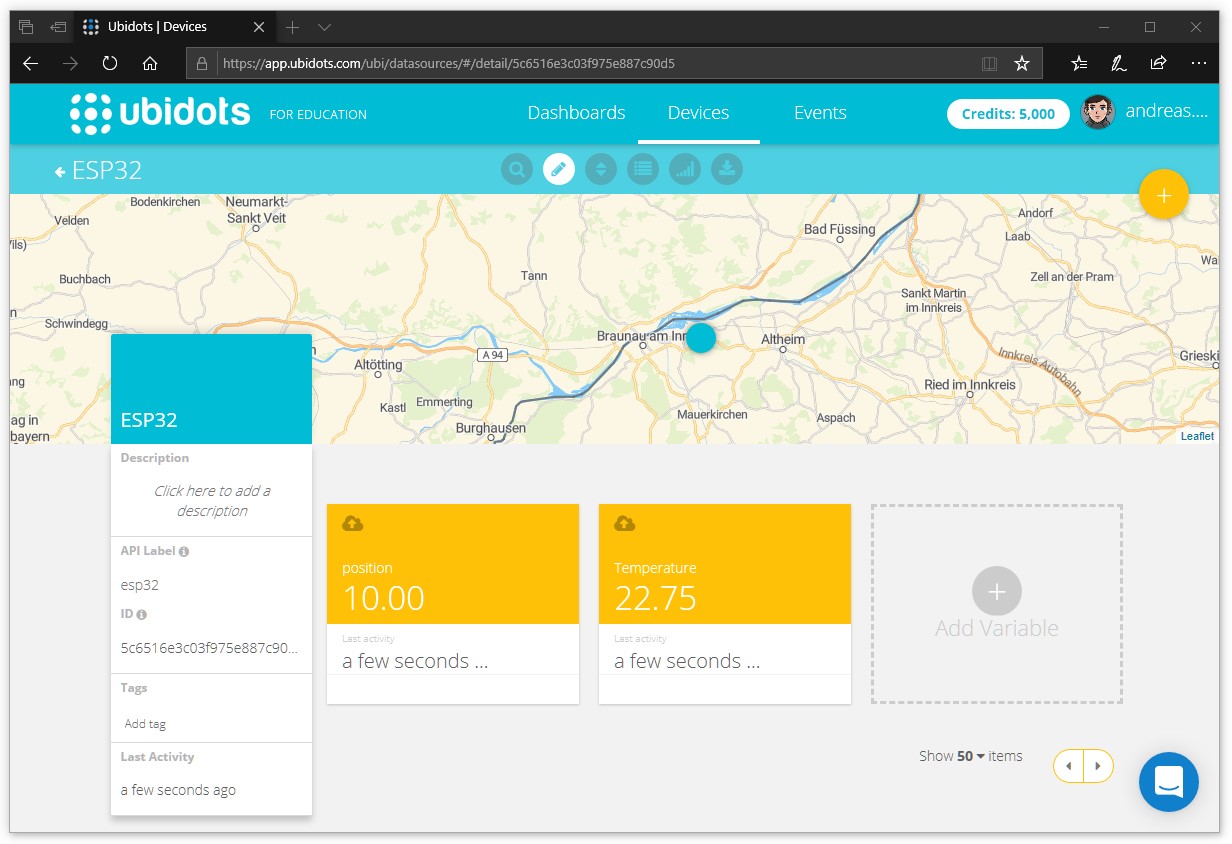 Ubidots | Devices
https://app.ubidots.com/ubi/datasources/#/detail/5c6516e3c03f975e887c90d5
ubidots FOR EDUCATION
Dashboards
Devices
Events
Credits: 5,000
andreas....
ESP32
Bodenkirchen
Neumarkt-
Sankt Veit
Velden
Vils)
Buchbach
Schwindegg
Tann
Bad Füssing
Andorf
Laab
Zell an der Pram
Sankt Martin
im Innkreis
Braunau am Inn
Altheim
A 94
Altötting
Kastl
Emmerting
Burghausen
Mauerkirchen
Aspach
Ried im Innkreis
Innkreis Autobahn
Grieski
ng
ag in
bayern
Leaflet
ESP32
Description
Click here to add a
description
API Label
esp32
ID
5c6516e3c03f975e887c90...
Tags
Add tag
Last Activity
a few seconds ago
position
10.00
Last activity
a few seconds ...
Temperature
22.75
Last activity
a few seconds ...
+
Add Variable
Show 50 items